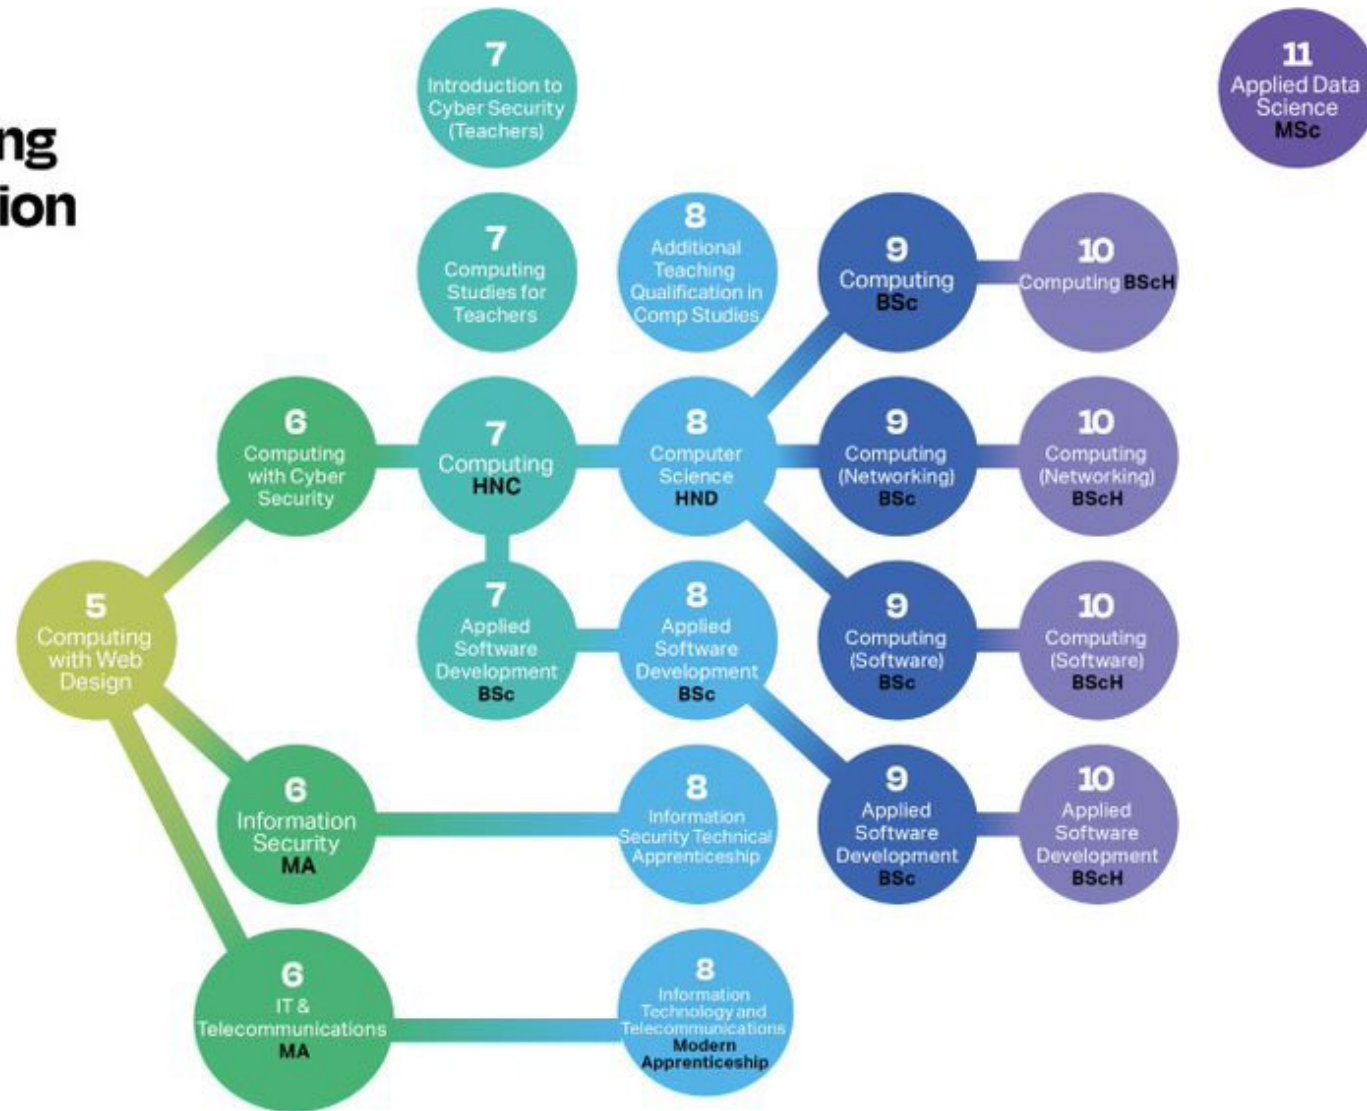 ng
ion
7
Introduction to
Cyber Security
(Teachers)
11
Applied Data
Science
MSc
7
Computing
Studies for
Teachers
8
Additional
Teaching
Qualification in
Comp Studies
9
Computing
BSc
10
Computing BScH
6
Computing
with Cyber
Security
7
Computing
HNC
8
Computer
Science
HND
9
Computing
(Networking)
BSc
10
Computing
(Networking)
BScH
5
Computing
with Web
Design
7
Applied
Software
Development
BSc
8
Applied
Software
Development
BSc
9
Computing
(Software)
BSc
10
Computing
(Software)
BScH
6
Information
Security
MA
8
Information
Security Technical
Apprenticeship
9
Applied
Software
Development
BSc
10
Applied
Software
Development
BScH
6
IT &
Telecommunications
MA
8
Information
Technology and
Telecommunications
Modern
Apprenticeship